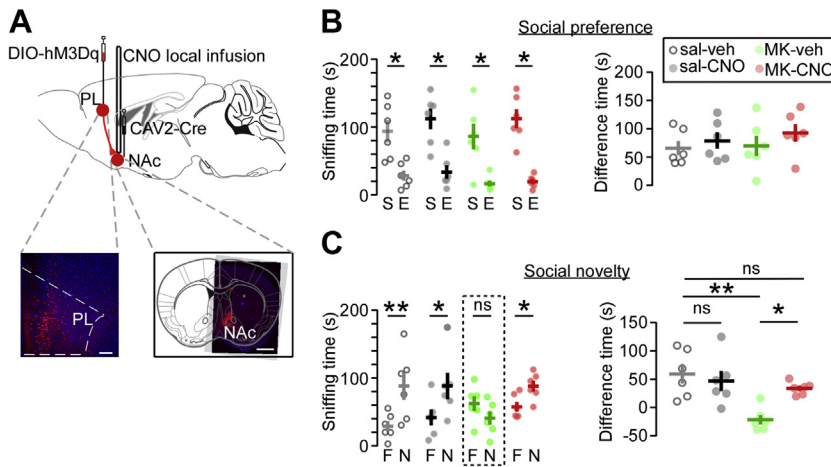 A
DIO-hM3Dq
CNO local infusion
PL
CAV2-Cre
NAc
PL
NAc
B
Social preference
Sniffing time (s)
200
100
0
* * * *
S E S E S E S E
Difference time (s)
200
150
100
50
0
sal-veh MK-veh
sal-CNO MK-CNO
C
Social novelty
Sniffing time (s)
200
100
0
** * ns *
F N F N F N F N
Difference time (s)
150
100
50
0
-50
ns
**
ns *